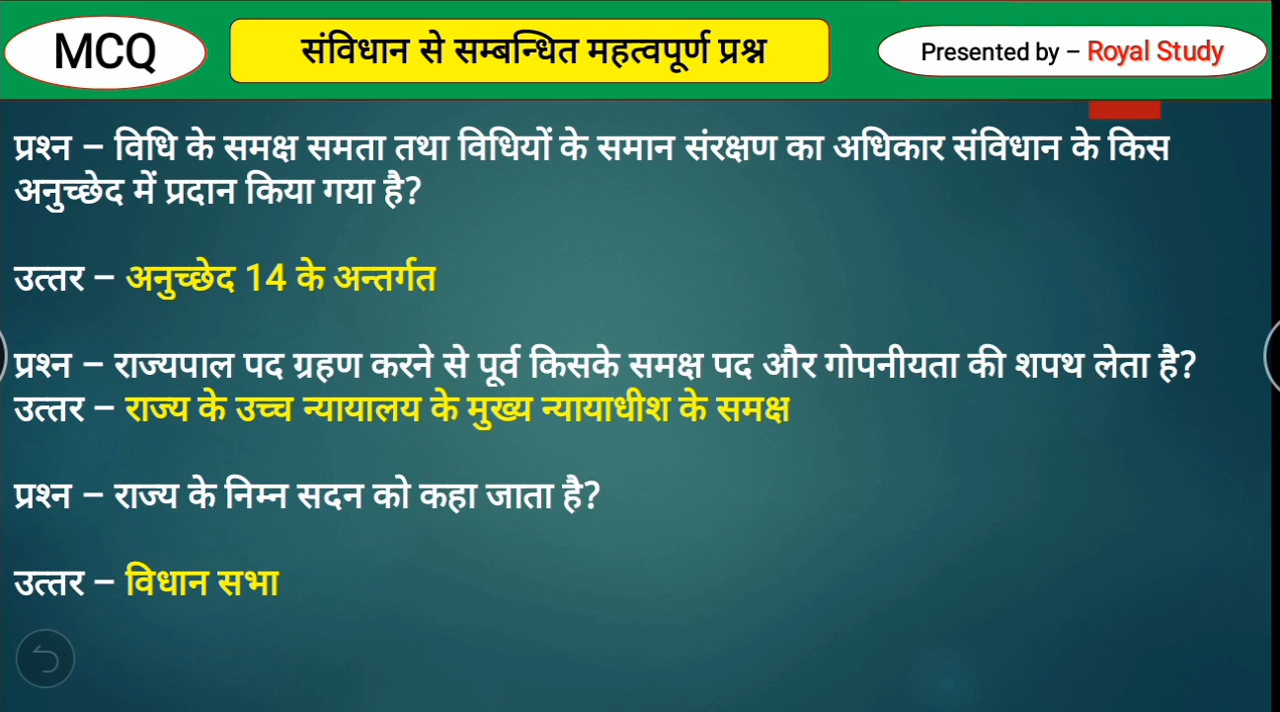 MCQ
संविधान से सम्बन्धित महत्वपूर्ण प्रश्न
Presented by – Royal Study
प्रश्न – विधि के समक्ष समता तथा विधियों के समान संरक्षण का अधिकार संविधान के किस
अनुच्छेद में प्रदान किया गया है?
उत्तर – अनुच्छेद 14 के अन्तर्गत
प्रश्न – राज्यपाल पद ग्रहण करने से पूर्व किसके समक्ष पद और गोपनीयता की शपथ लेता है?
उत्तर – राज्य के उच्च न्यायालय के मुख्य न्यायाधीश के समक्ष
प्रश्न – राज्य के निम्न सदन को कहा जाता है?
उत्तर – विधान सभा